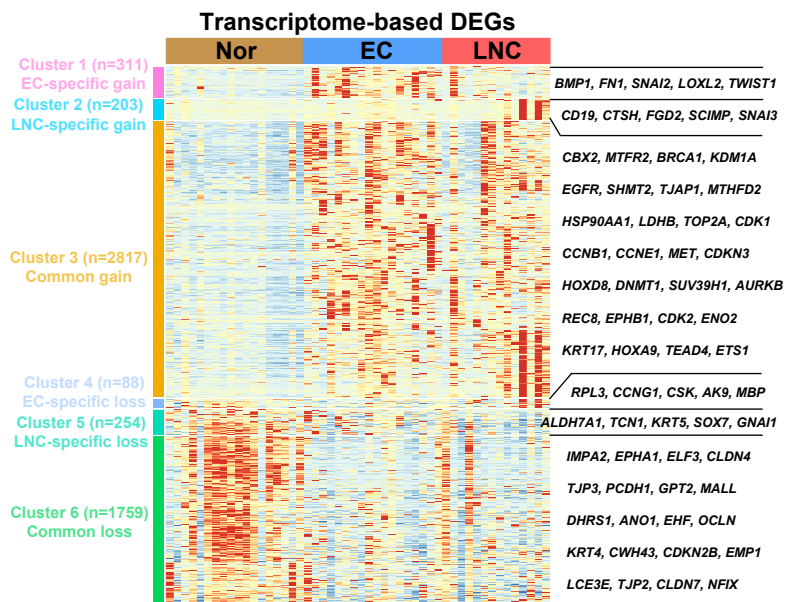 Transcriptome-based DEGs
Nor EC LNC
Cluster 1 (n=311)
EC-specific gain
BMP1, FN1, SNAI2, LOXL2, TWIST1
Cluster 2 (n=203)
LNC-specific gain
CD19, CTSH, FGD2, SCIMP, SNAI3
Cluster 3 (n=2817)
Common gain
CBX2, MTFR2, BRCA1, KDM1A
EGFR, SHMT2, TJAP1, MTHFD2
HSP90AA1, LDHB, TOP2A, CDK1
CCNB1, CCNE1, MET, CDKN3
HOXD8, DNMT1, SUV39H1, AURKB
REC8, EPHB1, CDK2, ENO2
KRT17, HOXA9, TEAD4, ETS1
Cluster 4 (n=88)
EC-specific loss
RPL3, CCNG1, CSK, AK9, MBP
Cluster 5 (n=254)
LNC-specific loss
ALDH7A1, TCN1, KRT5, SOX7, GNAI1
Cluster 6 (n=1759)
Common loss
IMPA2, EPHA1, ELF3, CLDN4
TJP3, PCDH1, GPT2, MALL
DHRS1, ANO1, EHF, OCLN
KRT4, CWH43, CDKN2B, EMP1
LCE3E, TJP2, CLDN7, NFIX